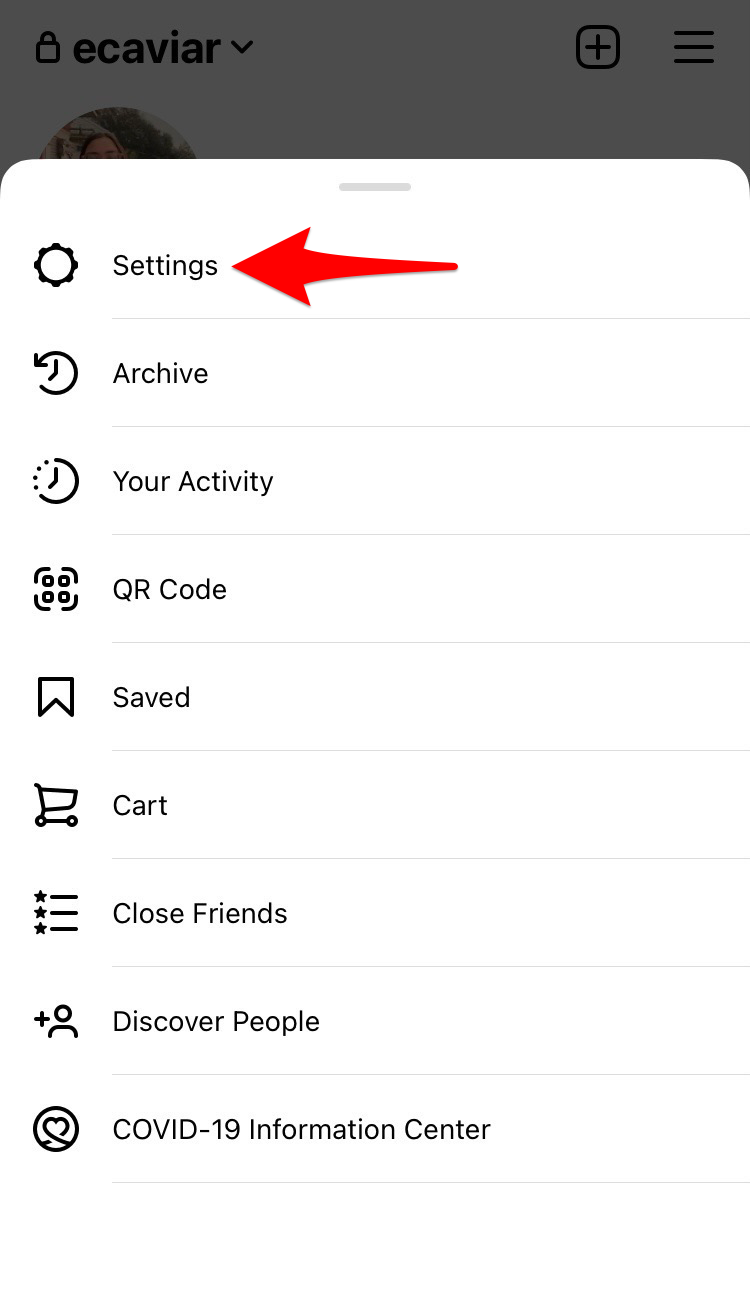 ecaviar
Settings
Archive
Your Activity
QR Code
Saved
Cart
Close Friends
Discover People
COVID-19 Information Center